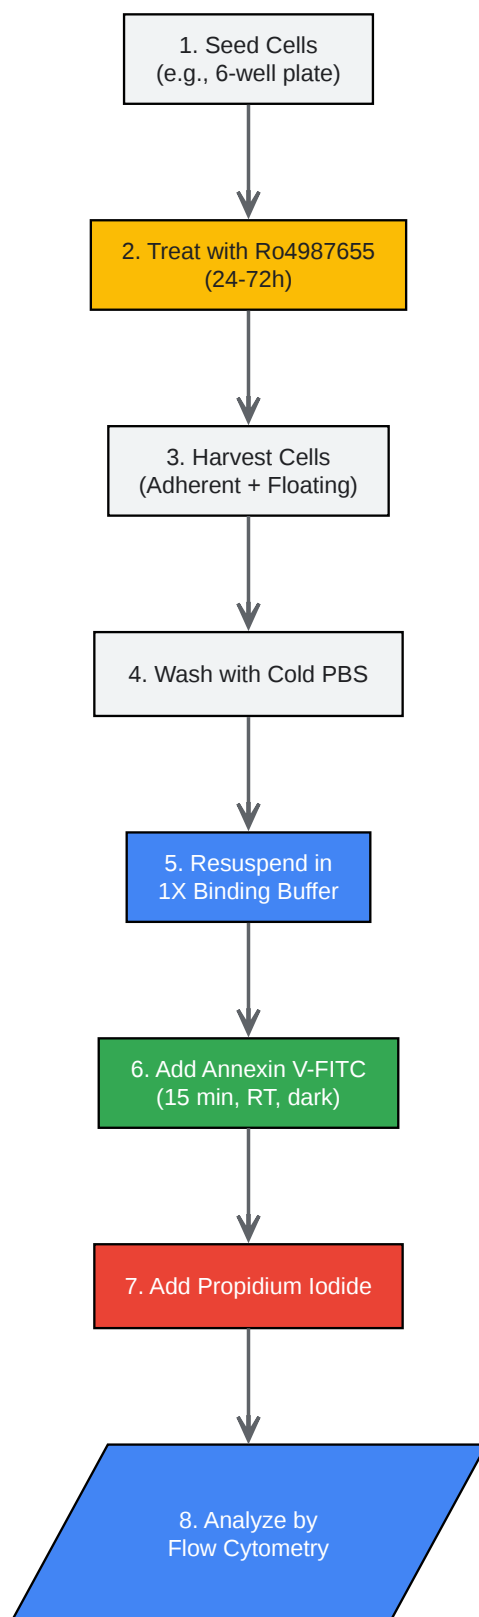 1. Seed Cells
(e.g., 6-well plate)
2. Treat with Ro4987655
(24-72h)
3. Harvest Cells
(Adherent + Floating)
4. Wash with Cold PBS
5. Resuspend in
1X Binding Buffer
6. Add Annexin V-FITC
(15 min, RT, dark)
7. Add Propidium Iodide
8. Analyze by
Flow Cytometry